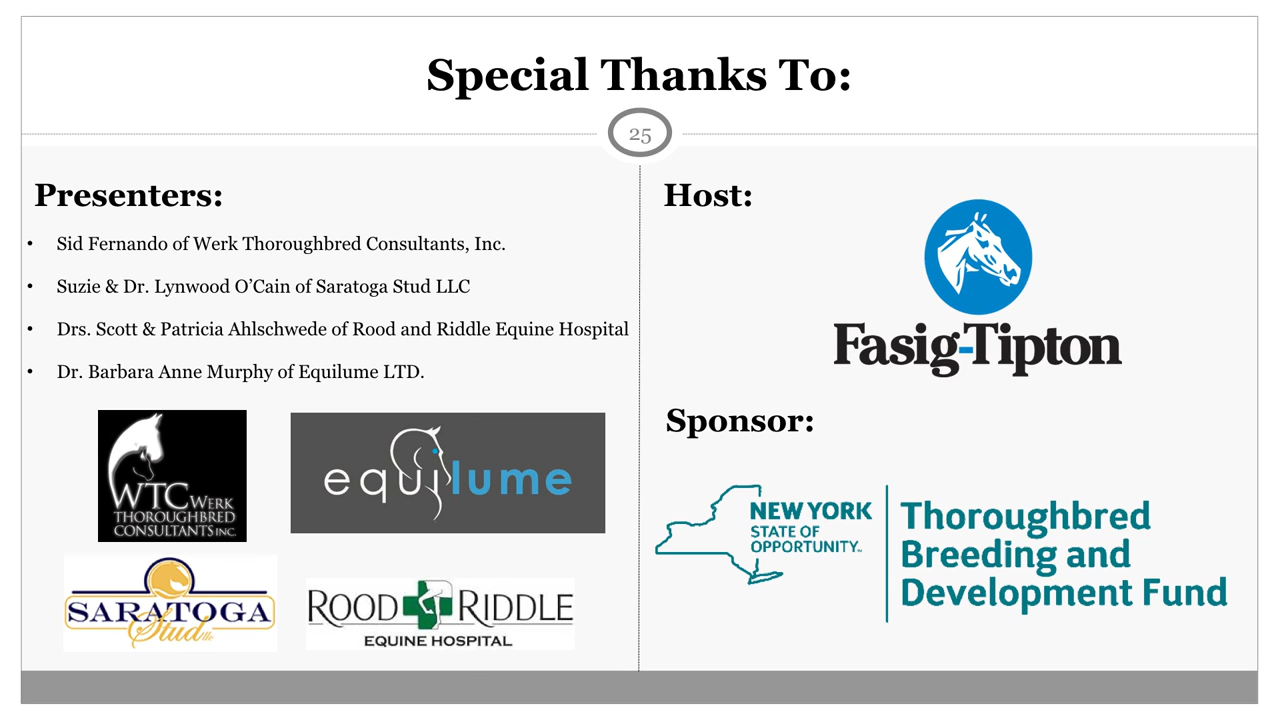 Special Thanks To:
25
Presenters:
• Sid Fernando of Werk Thoroughbred Consultants, Inc.
• Suzie & Dr. Lynwood O’Cain of Saratoga Stud LLC
• Drs. Scott & Patricia Ahlschwede of Rood and Riddle Equine Hospital
• Dr. Barbara Anne Murphy of Equilume LTD.
WTC WERK
THOROUGHBRED
CONSULTANTS INC.
equilume
SARATOGA
Stud llc
ROOD RIDDLE
EQUINE HOSPITAL
Host:
Fasig-Tipton
Sponsor:
NEW YORK
STATE OF
OPPORTUNITY™
Thoroughbred
Breeding and
Development Fund